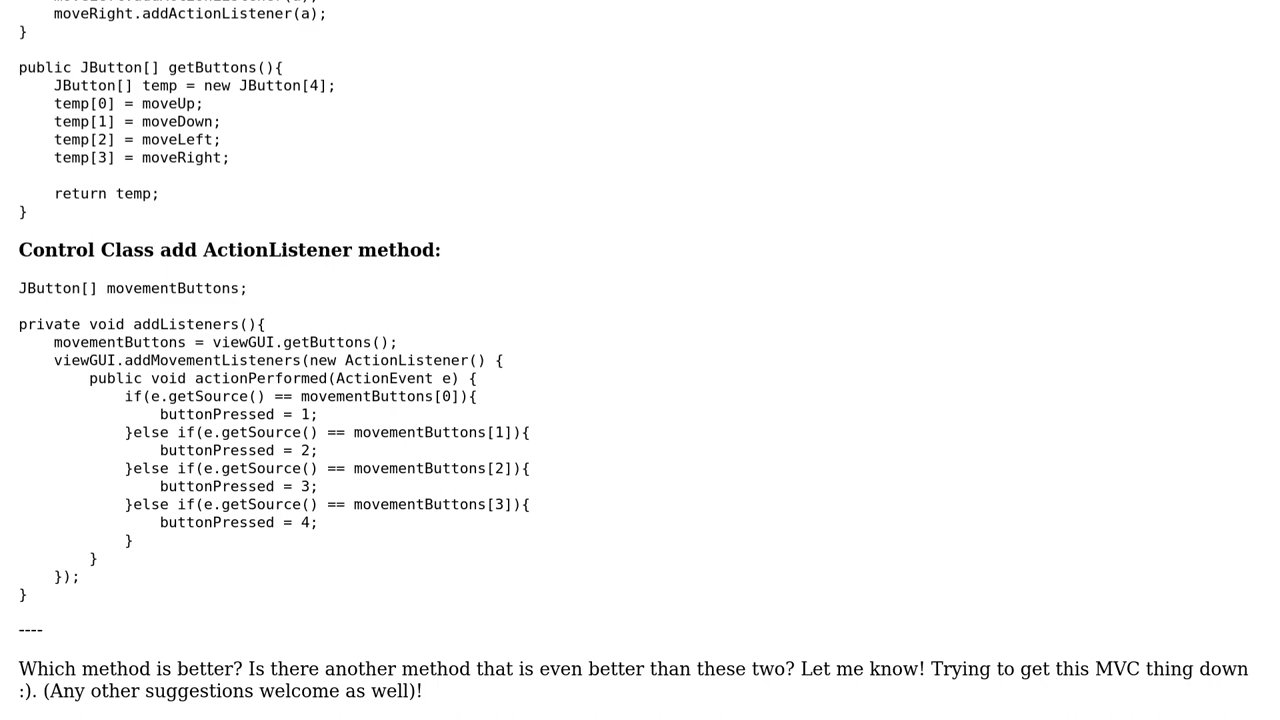 moveRight.addActionListener(a);
}
public JButton[] getButtons(){
    JButton[] temp = new JButton[4];
    temp[0] = moveUp;
    temp[1] = moveDown;
    temp[2] = moveLeft;
    temp[3] = moveRight;
    return temp;
}
Control Class add ActionListener method:
JButton[] movementButtons;
private void addListeners(){
    movementButtons = viewGUI.getButtons();
    viewGUI.addMovementListeners(new ActionListener() {
        public void actionPerformed(ActionEvent e) {
            if(e.getSource() == movementButtons[0]){
                buttonPressed = 1;
            }else if(e.getSource() == movementButtons[1]){
                buttonPressed = 2;
            }else if(e.getSource() == movementButtons[2]){
                buttonPressed = 3;
            }else if(e.getSource() == movementButtons[3]){
                buttonPressed = 4;
            }
        }
    });
}
----
Which method is better? Is there another method that is even better than these two? Let me know! Trying to get this MVC thing down
:). (Any other suggestions welcome as well)!